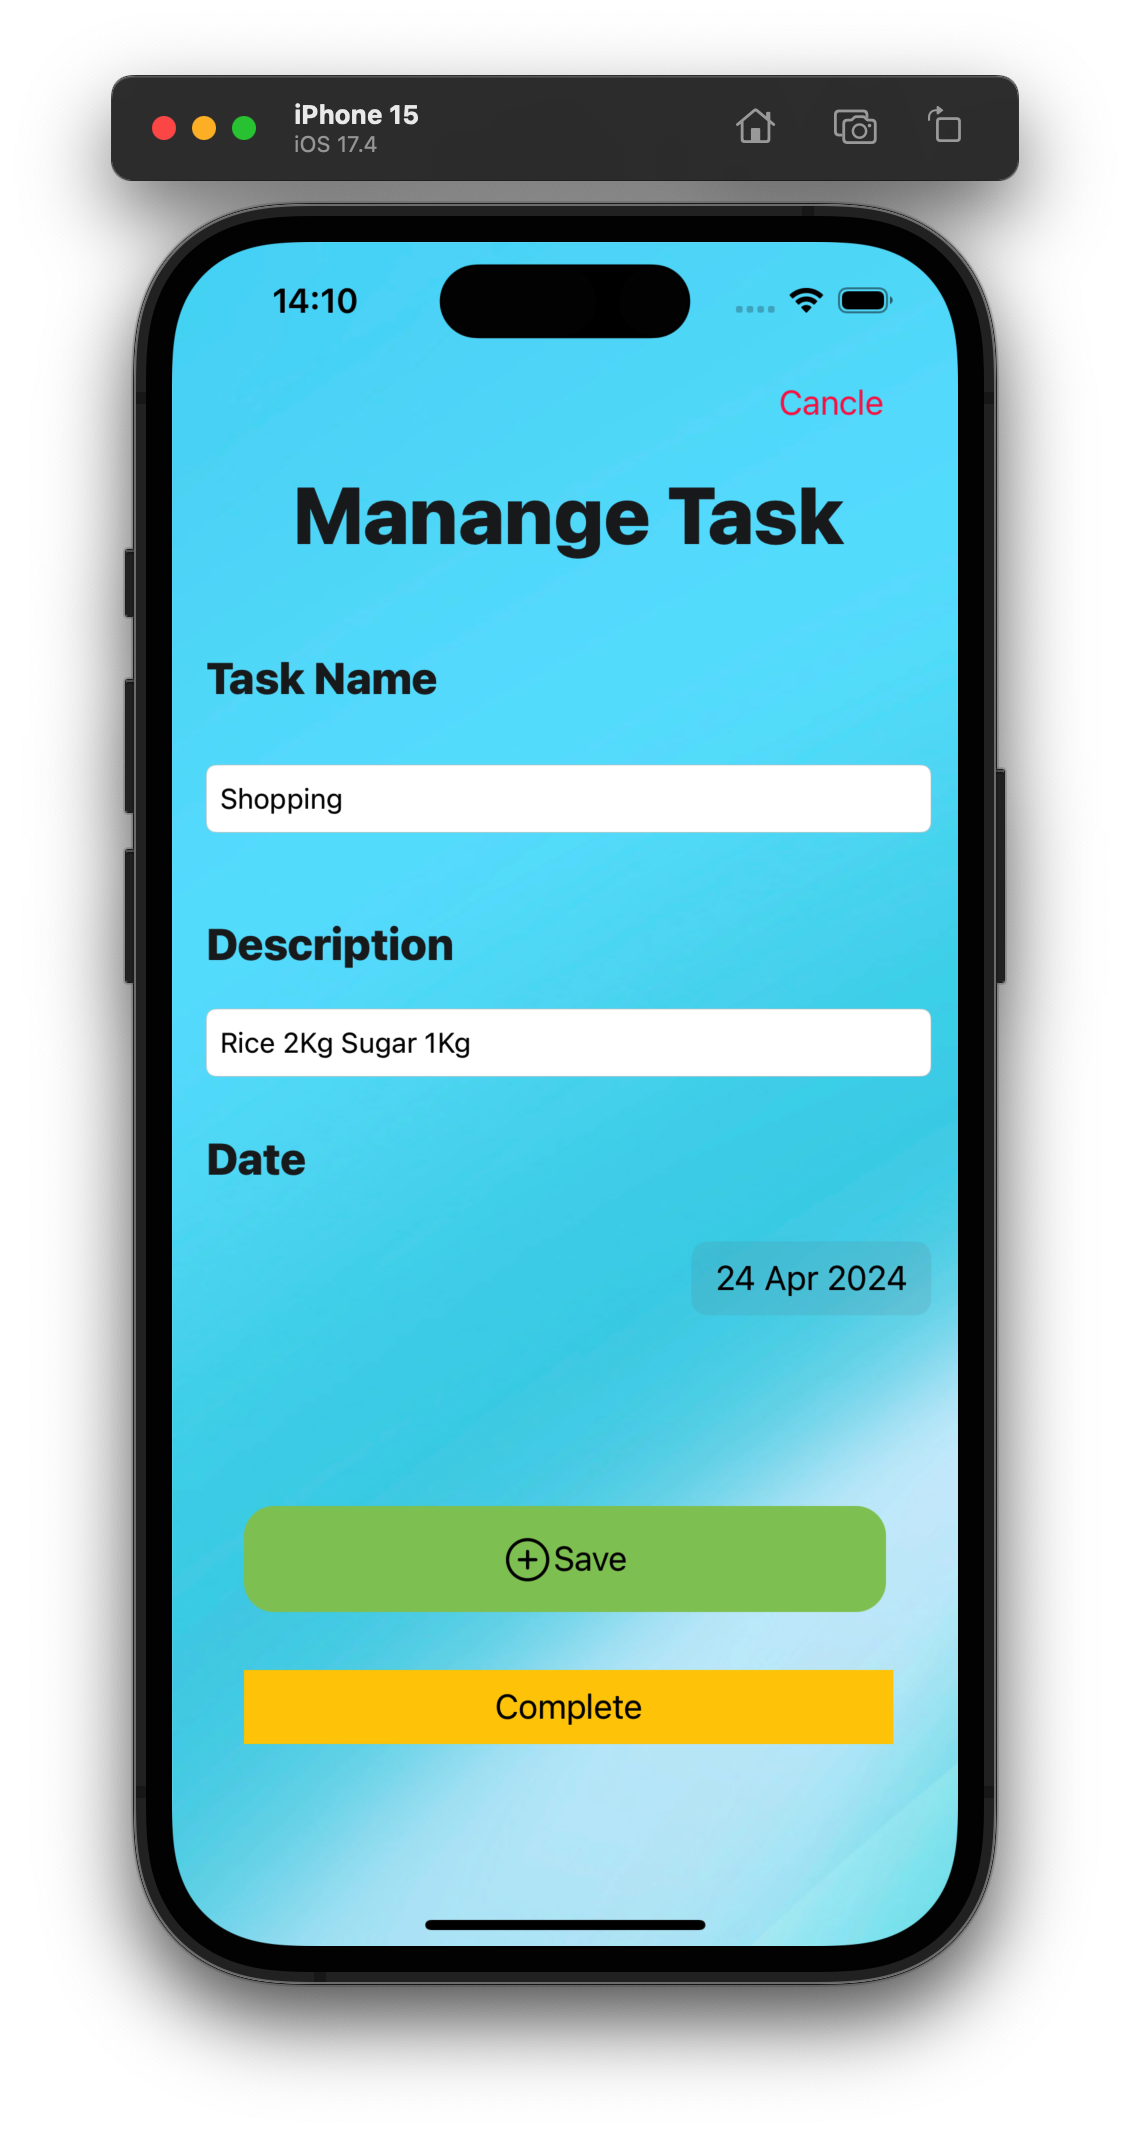 iPhone 15
iOS 17.4
14:10
Cancle
Manange Task
Task Name
Shopping
Description
Rice 2Kg Sugar 1Kg
Date
24 Apr 2024
Save
Complete